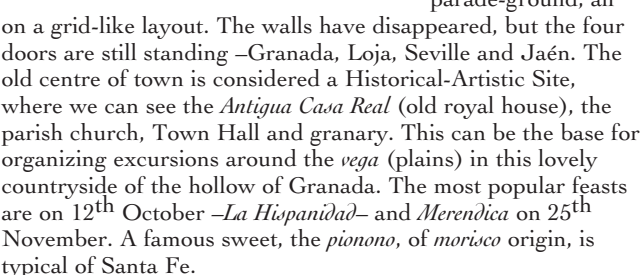 parade-ground, all
on a grid-like layout. The walls have disappeared, but the four
doors are still standing –Granada, Loja, Seville and Jaén. The
old centre of town is considered a Historical-Artistic Site,
where we can see the Antigua Casa Real (old royal house), the
parish church, Town Hall and granary. This can be the base for
organizing excursions around the vega (plains) in this lovely
countryside of the hollow of Granada. The most popular feasts
are on 12th October –La Hispanidad– and Merendica on 25th
November. A famous sweet, the pionono, of morisco origin, is
typical of Santa Fe.